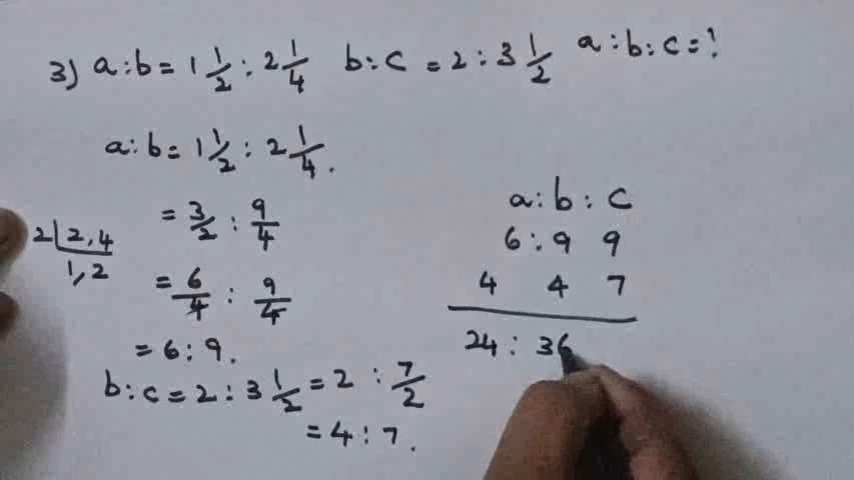 3) a:b = 1 1/2 : 2 1/4 b:c = 2 : 3 1/2 a:b:c = ?
a:b = 1 1/2 : 2 1/4.
= 3/2 : 9/4
2 | 2, 4
1, 2
= 6/4 : 9/4
= 6 : 9.
b:c = 2 : 3 1/2 = 2 : 7/2
= 4 : 7.
a : b : c
6 : 9 9
4 4 7
24 : 36